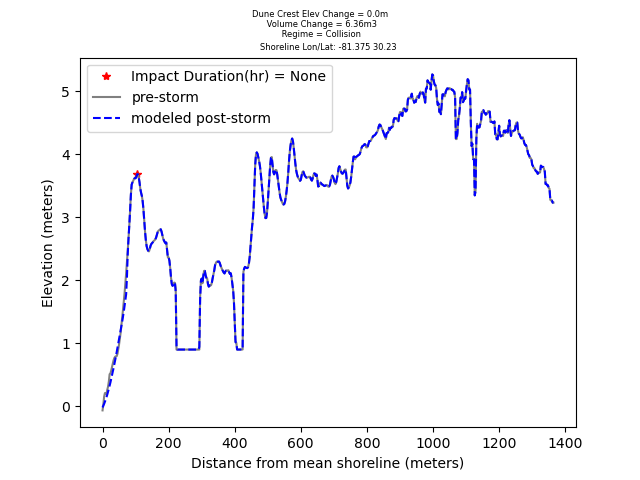 Dune Crest Elev Change = 0.0m
Volume Change = 6.36m3
Regime = Collision
Shoreline Lon/Lat: -81.375 30.23
Impact Duration(hr) = None
pre-storm
modeled post-storm
Elevation (meters)
5
4
3
2
1
0
0 200 400 600 800 1000 1200 1400
Distance from mean shoreline (meters)